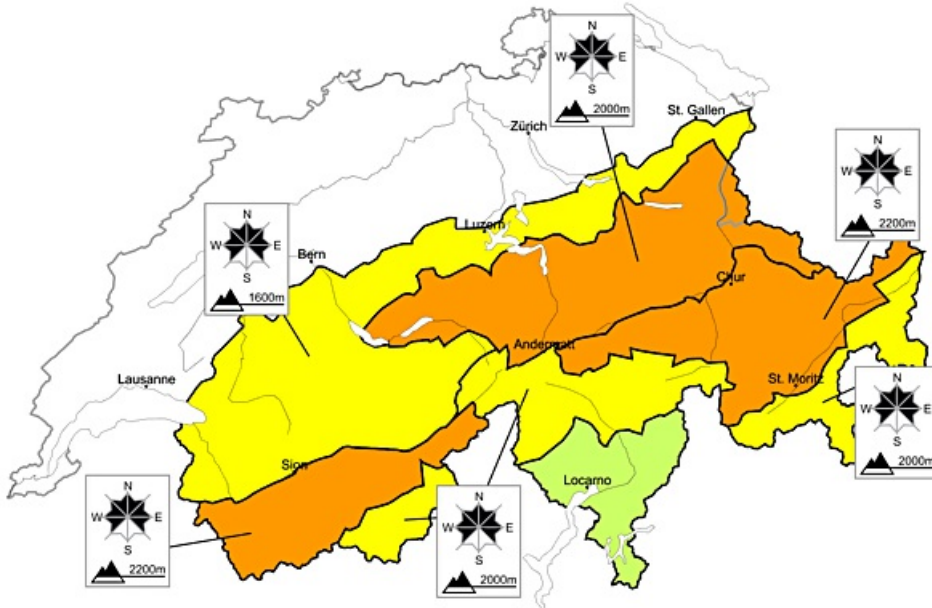 N
W E
S
2000m
St. Gallen
Zürich
N
W E
S
2200m
N
W E
S
1600m
Luzern
Bern
Chur
Andermatt
Lausanne
St. Moritz
N
W E
S
2000m
Sion
Locarno
N
W E
S
2200m
N
W E
S
2000m